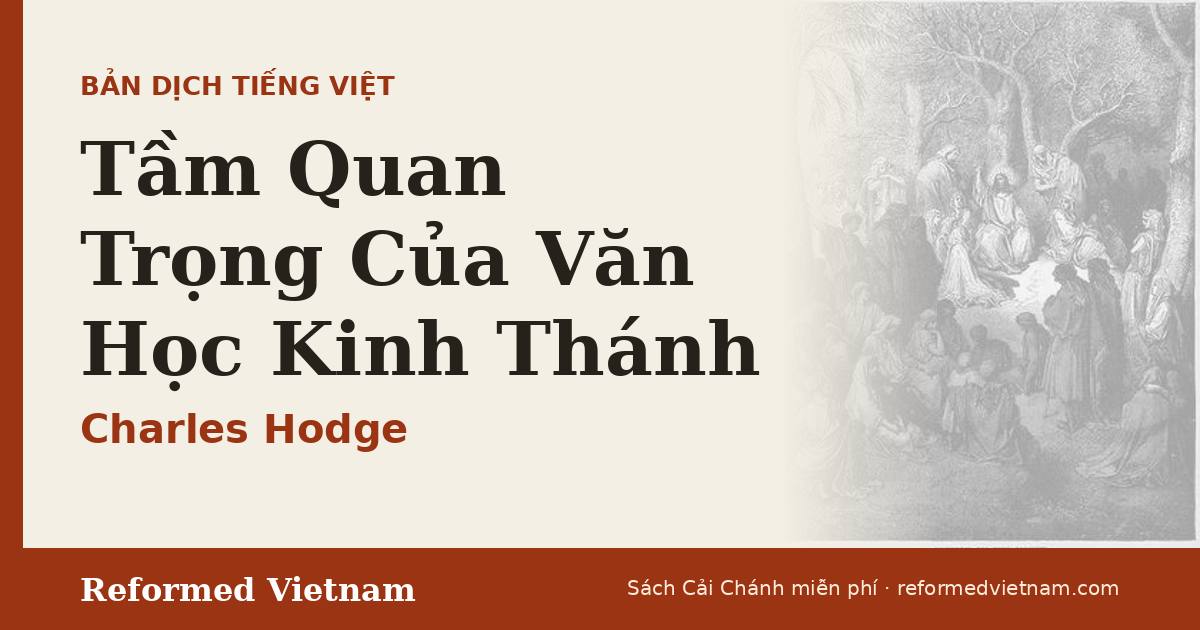 BẢN DỊCH TIẾNG VIỆT
Tầm Quan
Trọng Của Văn
Học Kinh Thánh
Charles Hodge
Reformed Vietnam
Sách Cải Chánh miễn phí · reformedvietnam.com